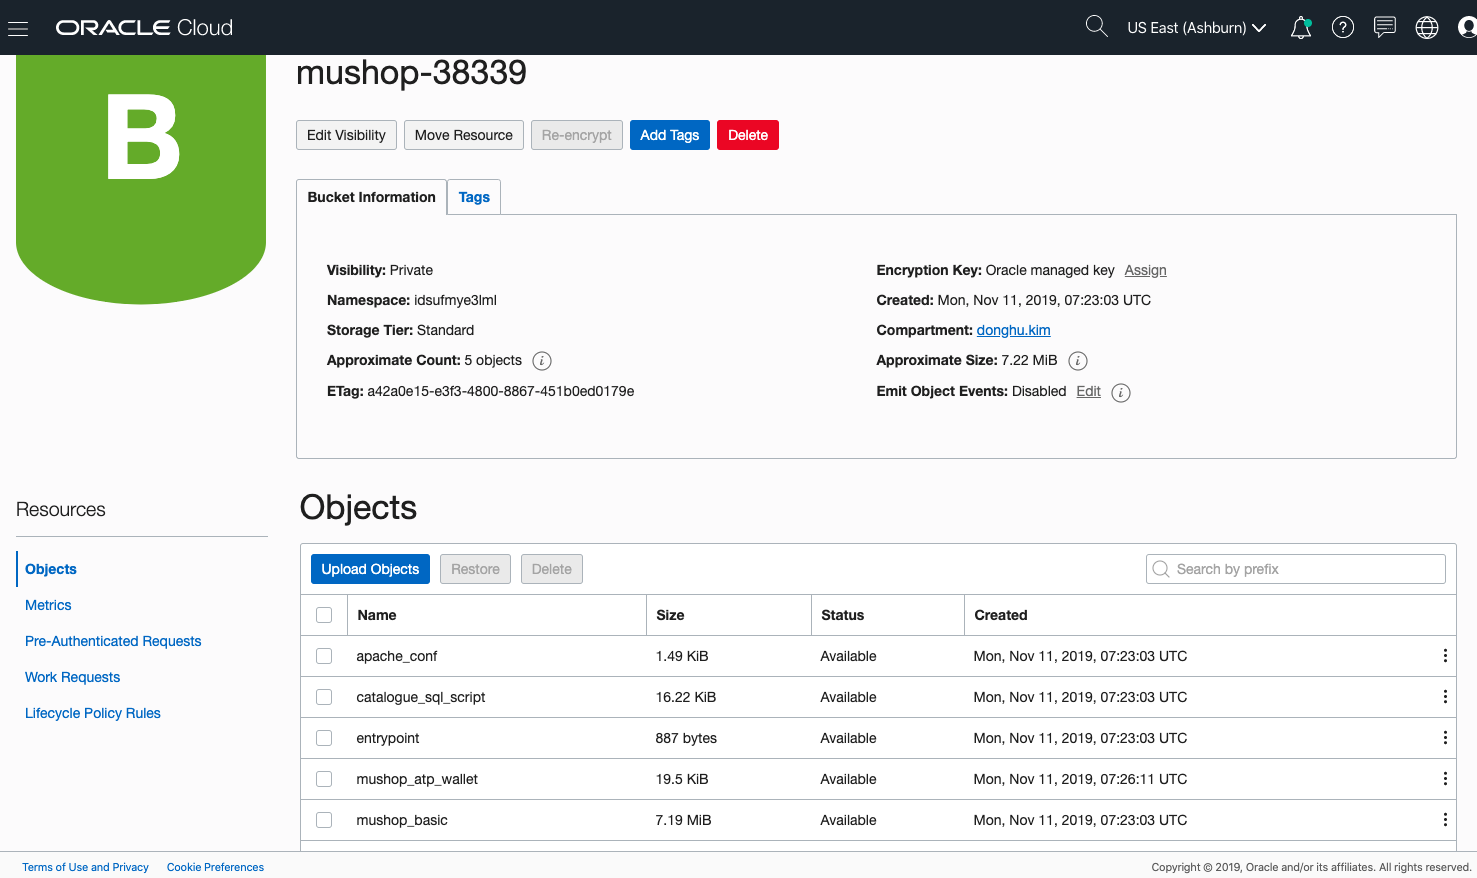 ORACLE Cloud
US East (Ashburn)
B
mushop-38339
Edit Visibility Move Resource Re-encrypt Add Tags Delete
Bucket Information Tags
Visibility: Private
Namespace: idsufmye3lml
Storage Tier: Standard
Approximate Count: 5 objects i
ETag: a42a0e15-e3f3-4800-8867-451b0ed0179e
Encryption Key: Oracle managed key Assign
Created: Mon, Nov 11, 2019, 07:23:03 UTC
Compartment: donghu.kim
Approximate Size: 7.22 MiB i
Emit Object Events: Disabled Edit i
Resources
Objects
Metrics
Pre-Authenticated Requests
Work Requests
Lifecycle Policy Rules
Objects
Upload Objects Restore Delete Search by prefix
Name Size Status Created
apache_conf 1.49 KiB Available Mon, Nov 11, 2019, 07:23:03 UTC
catalogue_sql_script 16.22 KiB Available Mon, Nov 11, 2019, 07:23:03 UTC
entrypoint 887 bytes Available Mon, Nov 11, 2019, 07:23:03 UTC
mushop_atp_wallet 19.5 KiB Available Mon, Nov 11, 2019, 07:26:11 UTC
mushop_basic 7.19 MiB Available Mon, Nov 11, 2019, 07:23:03 UTC
Terms of Use and Privacy Cookie Preferences
Copyright © 2019, Oracle and/or its affiliates. All rights reserved.